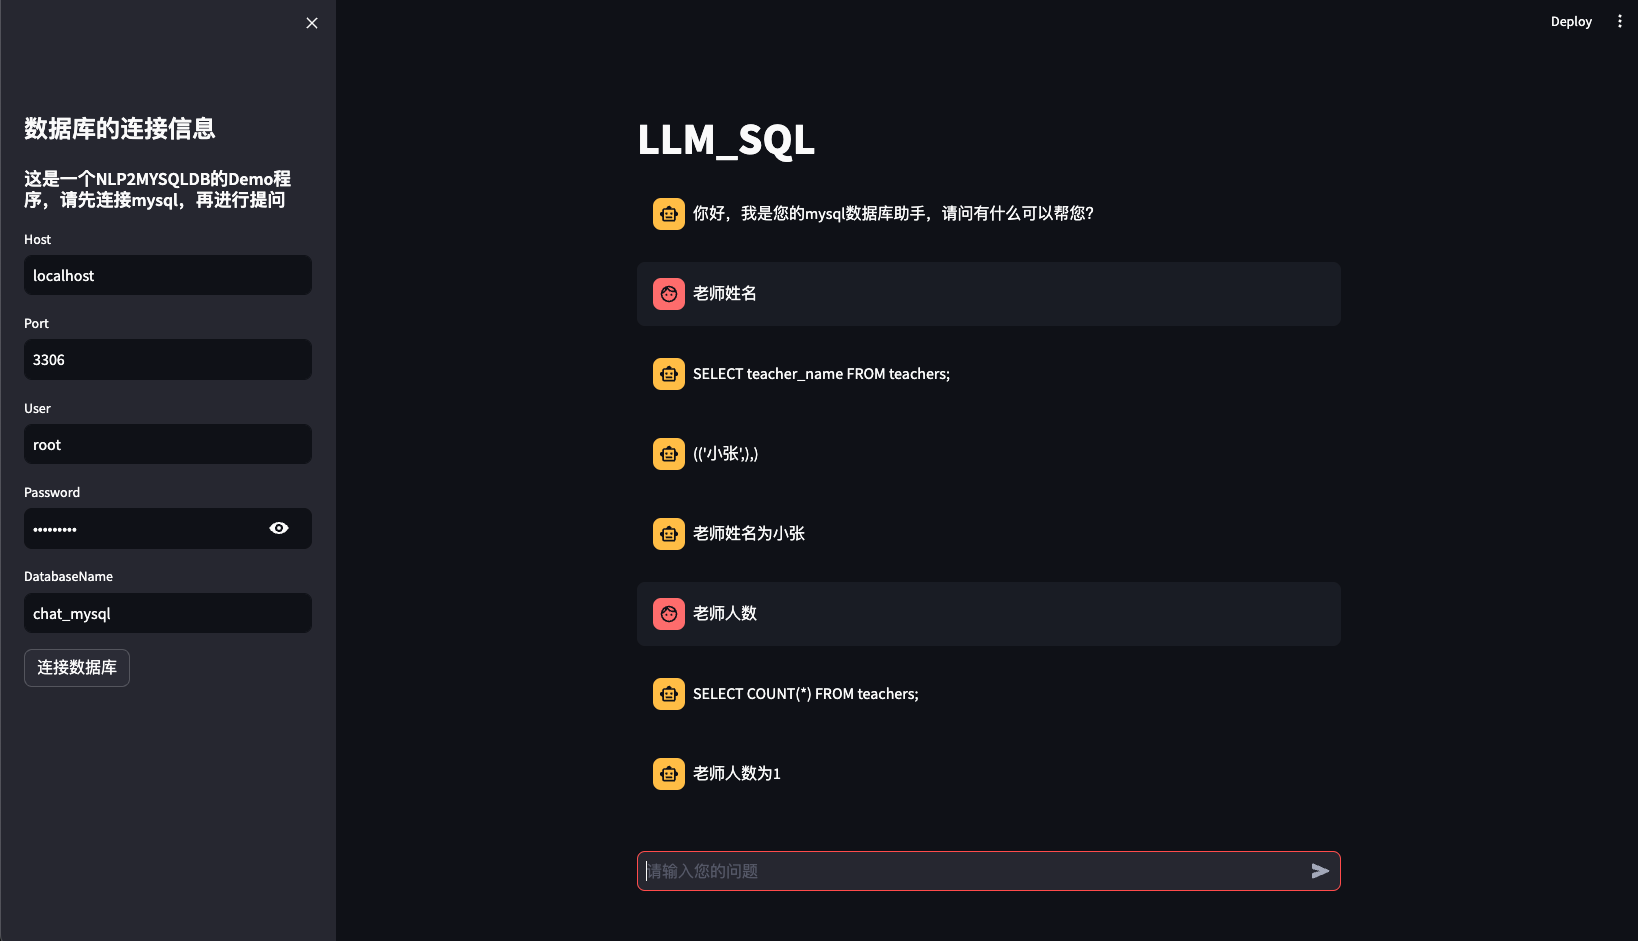 Deploy
数据库的连接信息
这是一个NLP2MYSQLDB的Demo程
序，请先连接mysql，再进行提问
Host
localhost
Port
3306
User
root
Password
•••••••••
DatabaseName
chat_mysql
连接数据库
LLM_SQL
你好，我是您的mysql数据库助手，请问有什么可以帮您？
老师姓名
SELECT teacher_name FROM teachers;
(('小张',),)
老师姓名为小张
老师人数
SELECT COUNT(*) FROM teachers;
老师人数为1
请输入您的问题